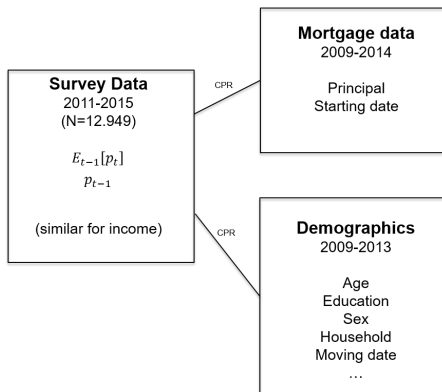 Survey Data
2011-2015
(N=12.949)
E_{t−1}[p_t]
p_{t−1}
(similar for income)
CPR
Mortgage data
2009-2014
Principal
Starting date
CPR
Demographics
2009-2013
Age
Education
Sex
Household
Moving date
...